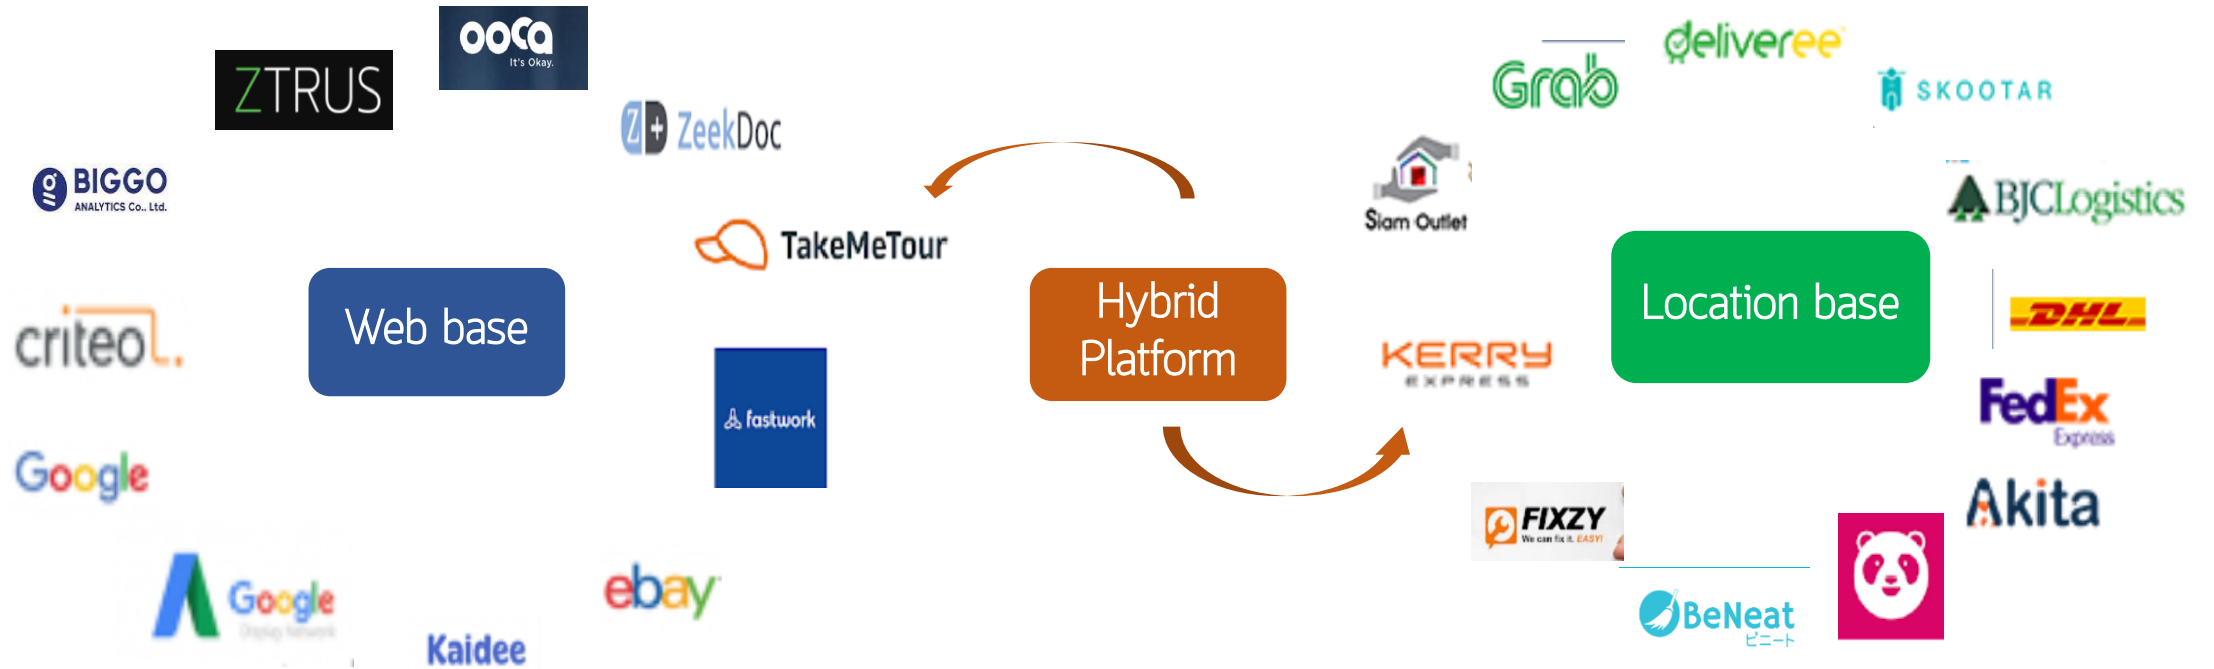 ooca
It's Okay.
ZTRUS
Z+ ZeekDoc
BIGGO
ANALYTICS Co., Ltd.
TakeMeTour
Web base
criteo.
fastwork
Google
Google
Display Network
ebay
Kaidee
Hybrid
Platform
deliveree
Grab
SKOOTAR
Siam Outlet
BJCLogistics
Location base
DHL
KERRY
EXPRESS
FedEx
Express
Akita
FIXZY
We can fix it. EASY!
BeNeat
ビニート